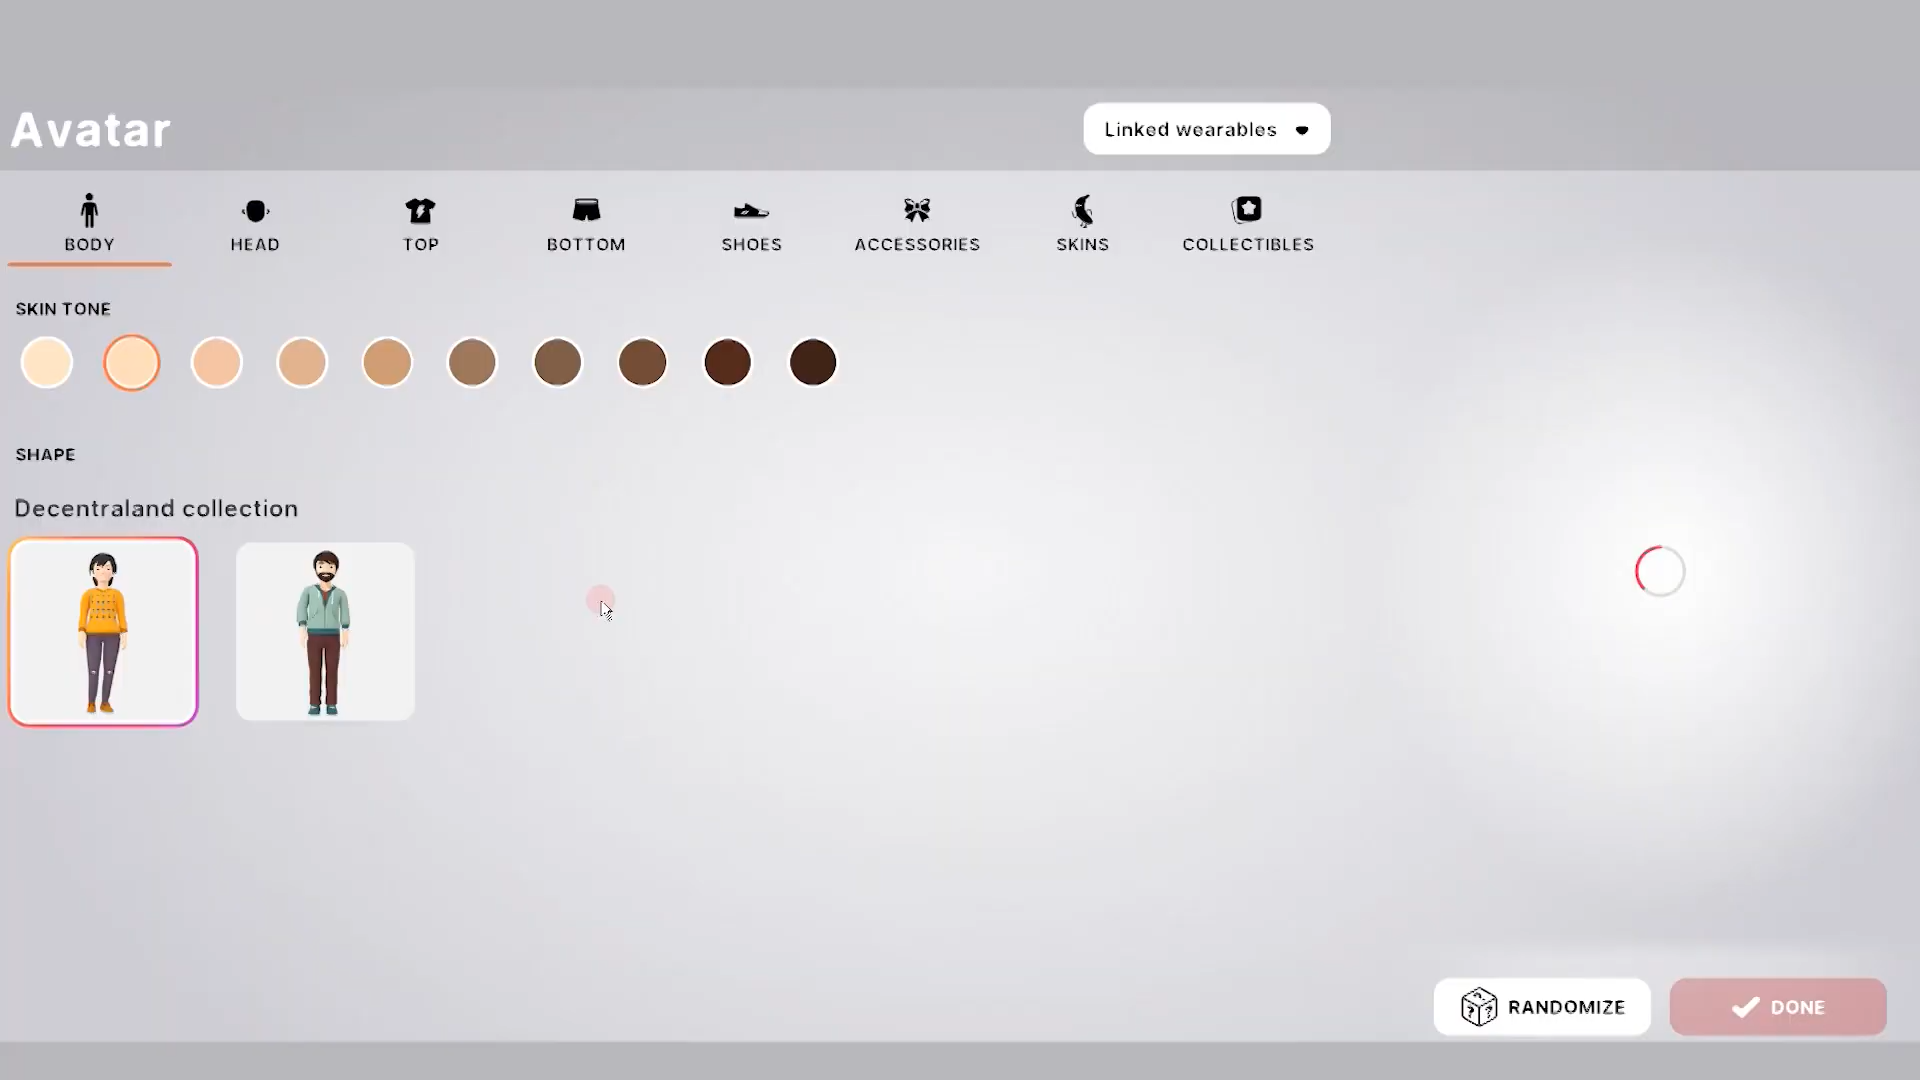 Avatar
Linked wearables
BODY HEAD TOP BOTTOM SHOES ACCESSORIES SKINS COLLECTIBLES
SKIN TONE
SHAPE
Decentraland collection
RANDOMIZE DONE